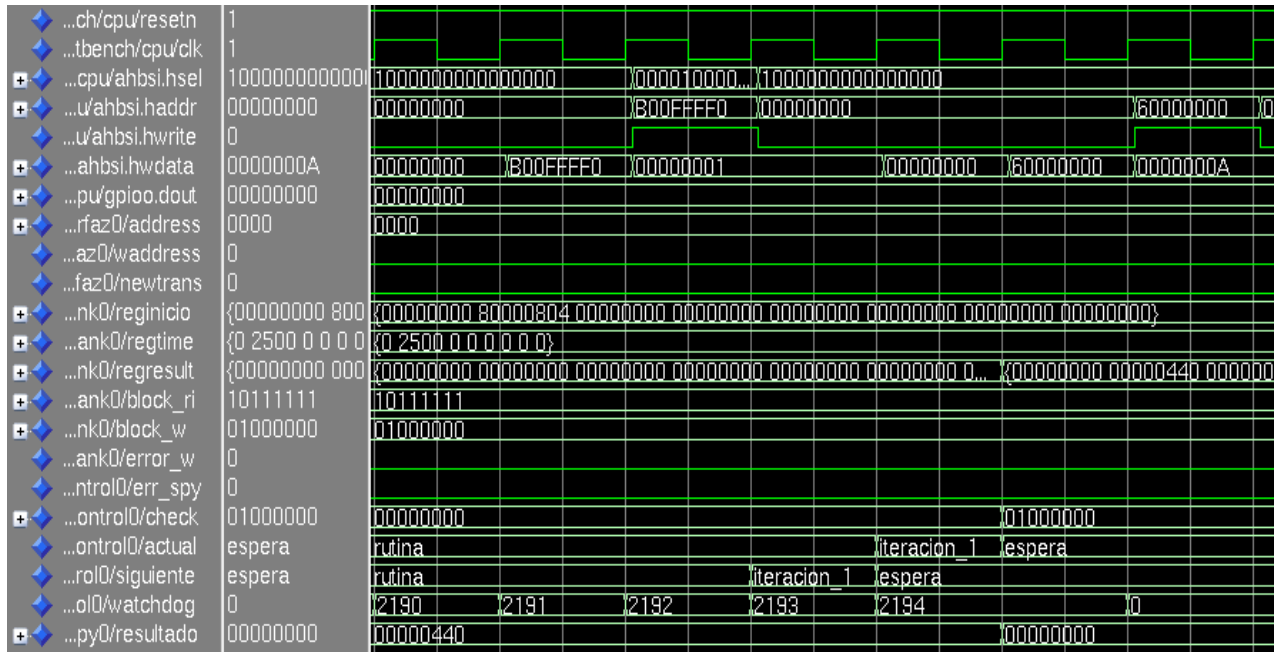 ...ch/cpu/resetn 1
...tbench/cpu/clk 1
...cpu/ahbsi.hsel 1000000000000 1000000000000000 000010000... 1000000000000000
...u/ahbsi.haddr 00000000 00000000 B00FFFF0 00000000 60000000 0
...u/ahbsi.hwrite 0
...ahbsi.hwdata 0000000A 00000000 B00FFFF0 00000001 00000000 60000000 0000000A
...pu/gpioo.dout 00000000 00000000
...rfaz0/address 0000 0000
...az0/waddress 0
...faz0/newtrans 0
...nk0/reginicio {00000000 800 {00000000 80000804 00000000 00000000 00000000 00000000 00000000 00000000}
...ank0/regtime {0 2500 0 0 0 0 {0 2500 0 0 0 0 0 0}
...nk0/regresult {00000000 000 {00000000 00000000 00000000 00000000 00000000 00000000 0... {00000000 00000440 000000
...ank0/block_ri 10111111 10111111
...nk0/block_w 01000000 01000000
...ank0/error_w 0
...ntrol0/err_spy 0
...ontrol0/check 01000000 00000000 01000000
...ontrol0/actual espera rutina iteracion_1 espera
...rol0/siguiente espera rutina iteracion_1 espera
...ol0/watchdog 0 2190 2191 2192 2193 2194 0
...py0/resultado 00000000 00000440 00000000